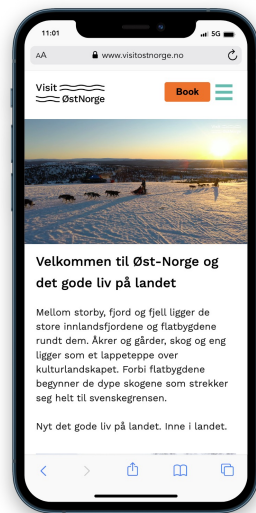 11:01
5G
AA
www.visitostnorge.no
Visit
ØstNorge
Book
Velkommen til Øst-Norge og
det gode liv på landet
Mellom storby, fjord og fjell ligger de
store innlandsfjordene og flatbygdene
rundt dem. Åkrer og gårder, skog og eng
ligger som et lappeteppe over
kulturlandskapet. Forbi flatbygdene
begynner de dype skogene som strekker
seg helt til svenskegrensen.
Nyt det gode liv på landet. Inne i landet.